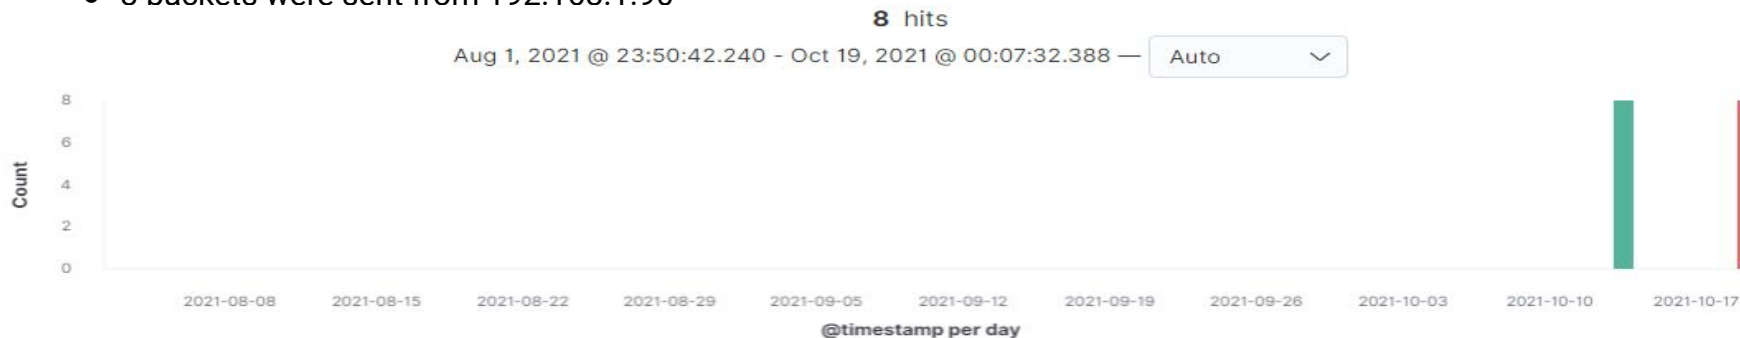 were sent from
8 hits
Aug 1, 2021 @ 23:50:42.240 - Oct 19, 2021 @ 00:07:32.388 — Auto
8
6
4
2
0
Count
2021-08-08 2021-08-15 2021-08-22 2021-08-29 2021-09-05 2021-09-12 2021-09-19 2021-09-26 2021-10-03 2021-10-10 2021-10-17
@timestamp per day